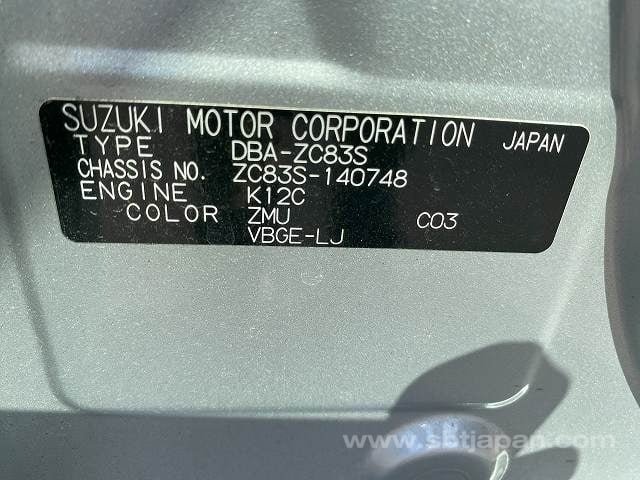 SUZUKI MOTOR CORPORATION JAPAN
TYPE DBA-ZC83S
CHASSIS NO. ZC83S-140748
ENGINE K12C
COLOR ZMU C03
VBGE-LJ
www.sbtjapan.com